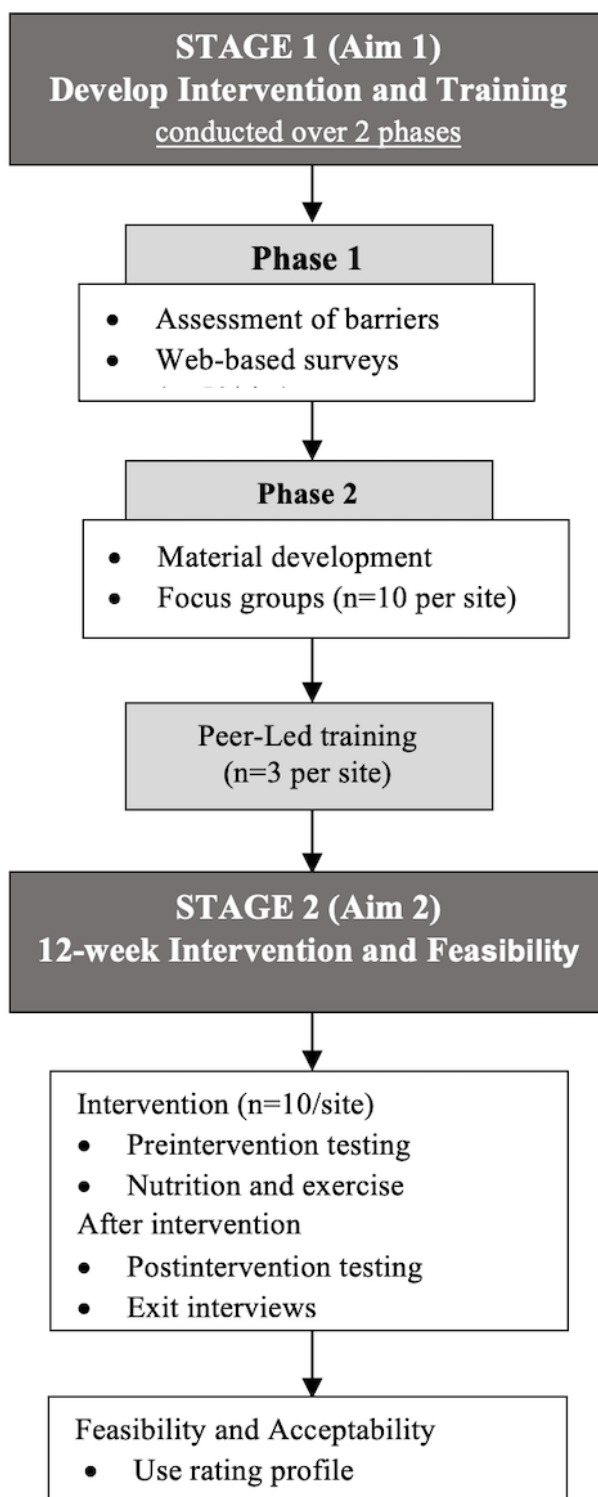 STAGE 1 (Aim 1)
Develop Intervention and Training
conducted over 2 phases
Phase 1
• Assessment of barriers
• Web-based surveys
Phase 2
• Material development
• Focus groups (n=10 per site)
Peer-Led training
(n=3 per site)
STAGE 2 (Aim 2)
12-week Intervention and Feasibility
Intervention (n=10/site)
• Preintervention testing
• Nutrition and exercise
After intervention
• Postintervention testing
• Exit interviews
Feasibility and Acceptability
• Use rating profile